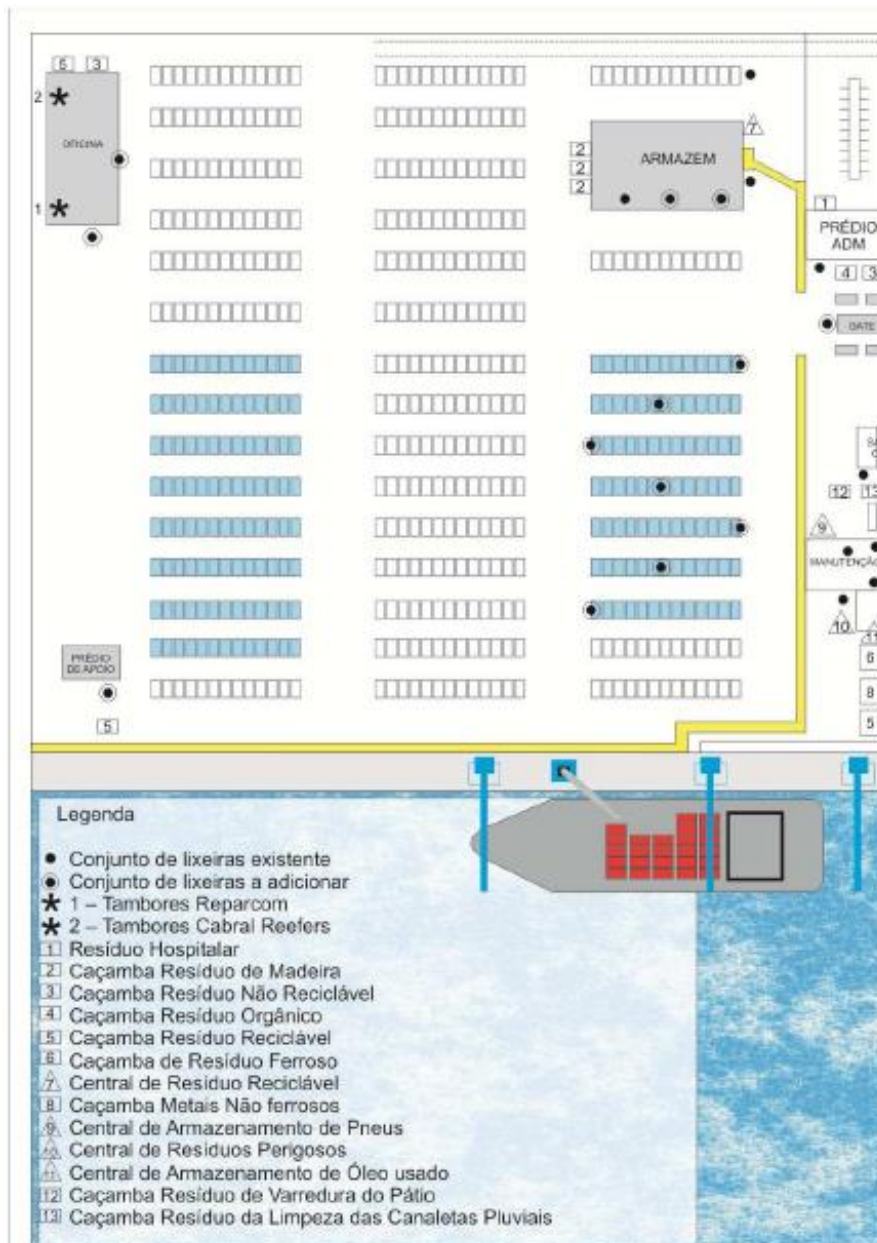 5 3
2
OFICINA
1
7
2
2
2
ARMAZEM
1
PRÉDIO
ADM
4 3
GATE
12 13
9
MANUTENÇÃO
10
11
6
8
5
PRÉDIO
DE APOIO
5
Legenda
Conjunto de lixeiras existente
Conjunto de lixeiras a adicionar
1 – Tambores Reparcom
2 – Tambores Cabral Reefers
1 Resíduo Hospitalar
2 Caçamba Resíduo de Madeira
3 Caçamba Resíduo Não Reciclável
4 Caçamba Resíduo Orgânico
5 Caçamba Resíduo Reciclável
6 Caçamba de Resíduo Ferroso
7 Central de Resíduo Reciclável
8 Caçamba Metais Não ferrosos
9 Central de Armazenamento de Pneus
10 Central de Resíduos Perigosos
11 Central de Armazenamento de Óleo usado
12 Caçamba Resíduo de Varredura do Pátio
13 Caçamba Resíduo da Limpeza das Canaletas Pluviais